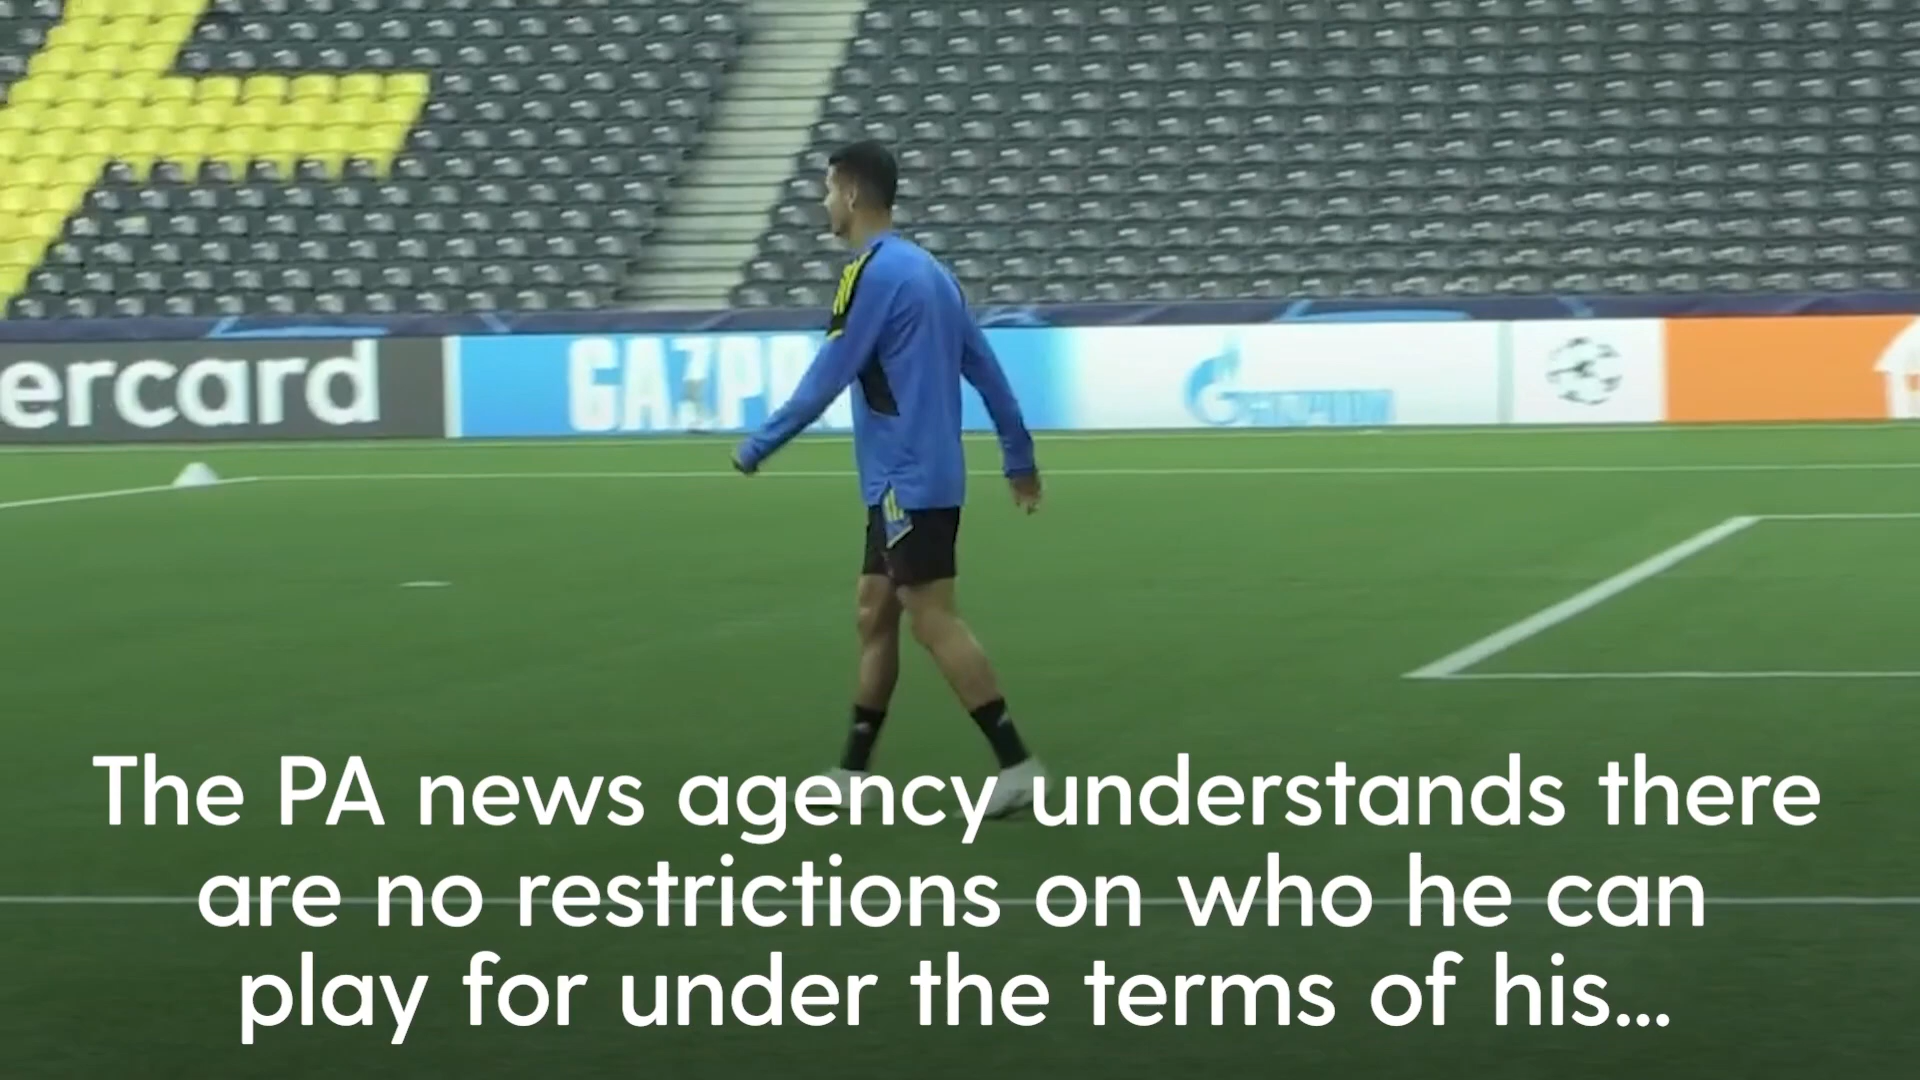 ercard
GAZPR
GAZPROM
The PA news agency understands there
are no restrictions on who he can
play for under the terms of his...